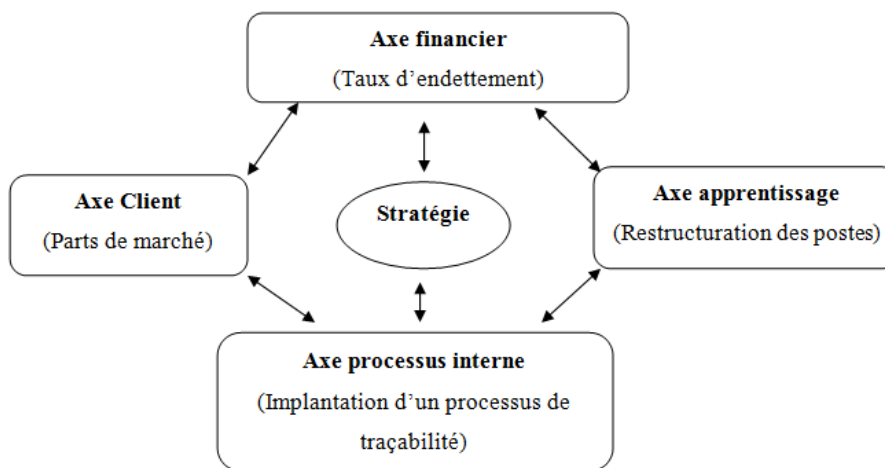 Axe financier
(Taux d’endettement)
Axe Client
(Parts de marché)
Stratégie
Axe apprentissage
(Restructuration des postes)
Axe processus interne
(Implantation d’un processus de
traçabilité)